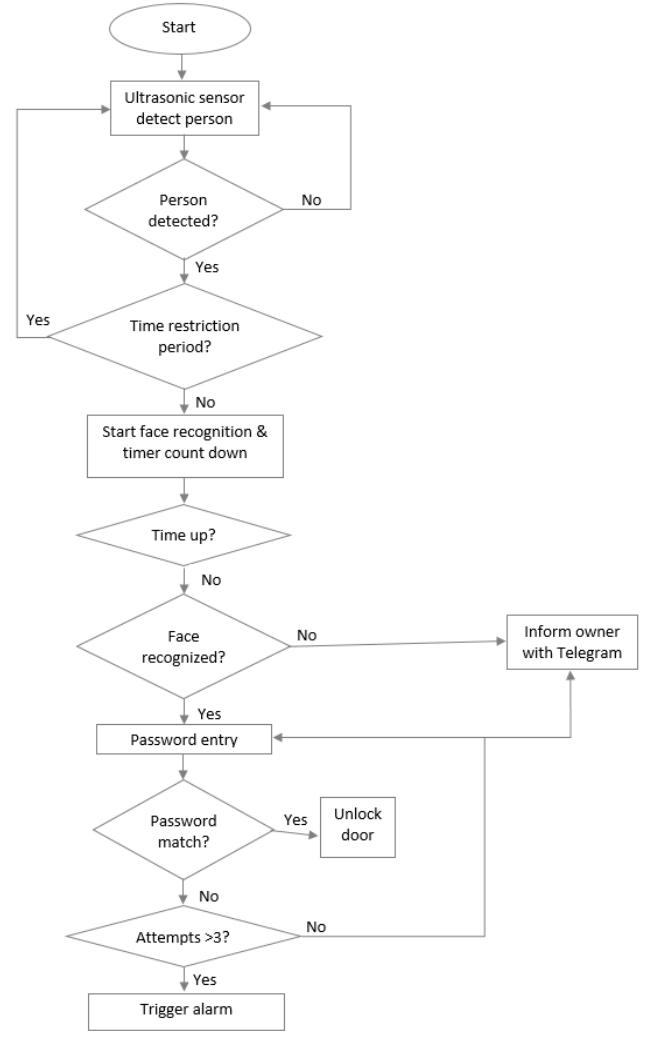 Start
Ultrasonic sensor
detect person
Person
detected?
No
Yes
Time restriction
period?
Yes
No
Start face recognition &
timer count down
Time up?
No
Face
recognized?
No
Inform owner
with Telegram
Yes
Password entry
Password
match?
Yes
Unlock
door
No
Attempts >3?
No
Yes
Trigger alarm